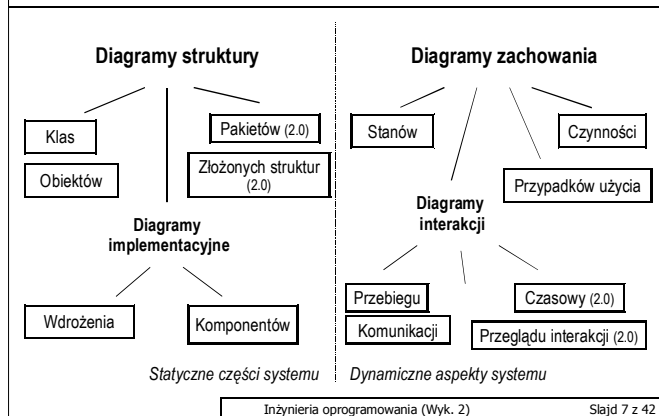 Diagramy struktury
Klas
Obiektów
Pakietów (2.0)
Złożonych struktur
(2.0)
Diagramy
implementacyjne
Wdrożenia
Komponentów
Statyczne części systemu
Diagramy zachowania
Stanów
Czynności
Przypadków użycia
Diagramy
interakcji
Przebiegu
Komunikacji
Czasowy (2.0)
Przeglądu interakcji (2.0)
Dynamiczne aspekty systemu
Inżynieria oprogramowania (Wyk. 2) Slajd 7 z 42